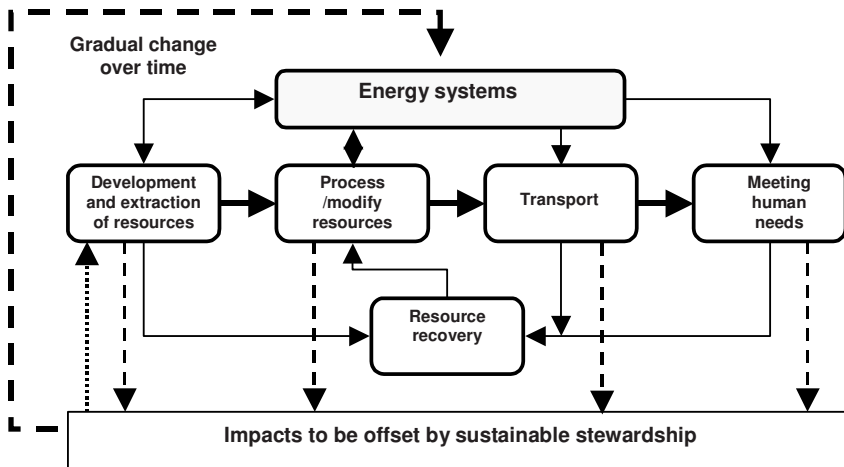 Gradual change
over time
Energy systems
Development
and extraction
of resources
Process
/modify
resources
Transport
Meeting
human
needs
Resource
recovery
Impacts to be offset by sustainable stewardship